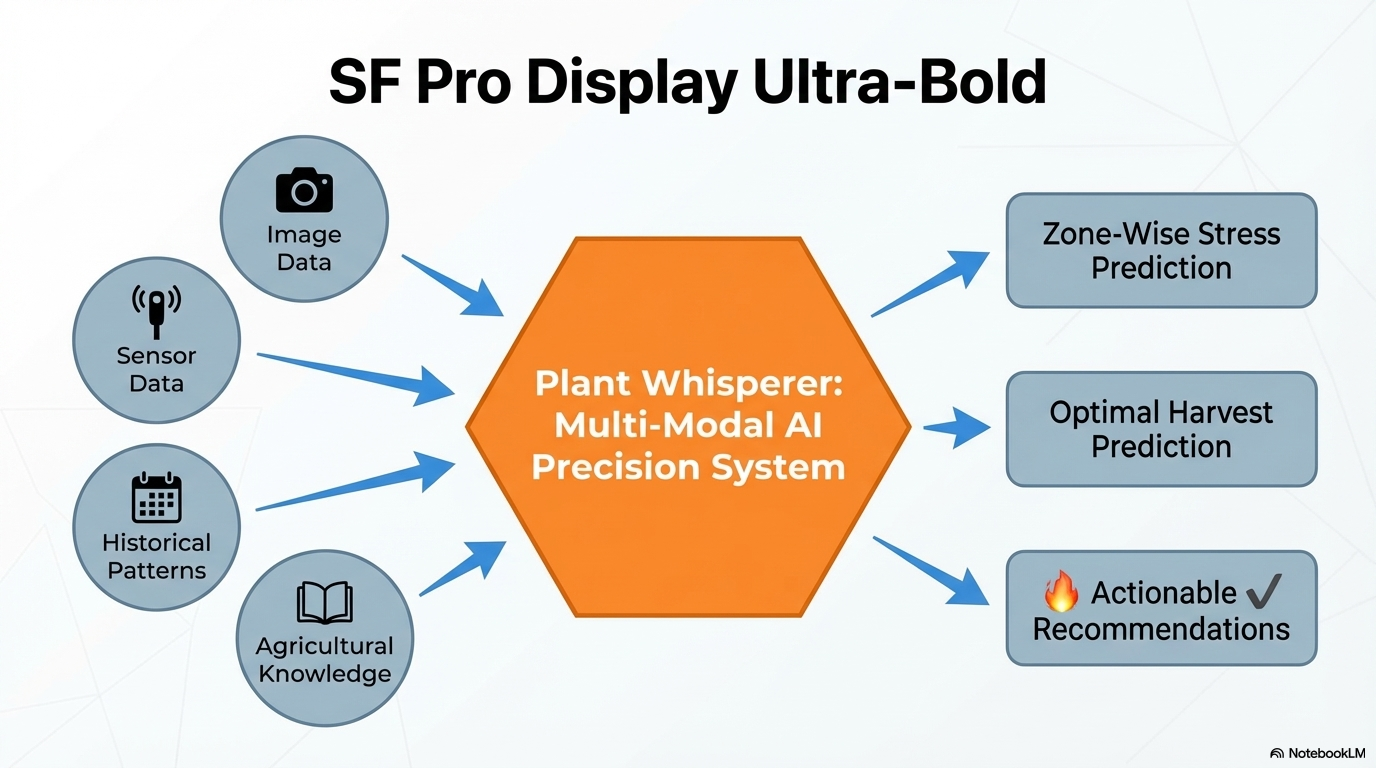 SF Pro Display Ultra-Bold
Image
Data
Sensor
Data
Historical
Patterns
Agricultural
Knowledge
Plant Whisperer:
Multi-Modal AI
Precision System
Zone-Wise Stress
Prediction
Optimal Harvest
Prediction
🔥 Actionable ✔
Recommendations
NotebookLM